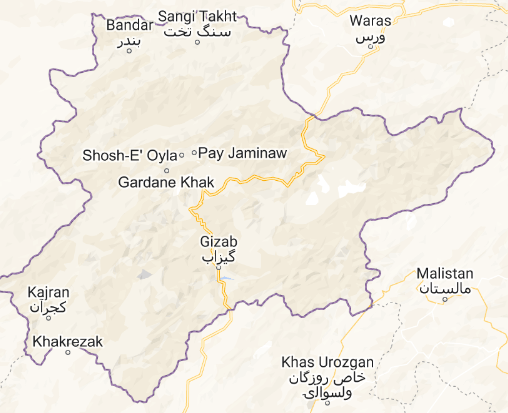 Sangi Takht
سنگ تخت
Bandar
بندر
Waras
ورس
Shosh-E' Oyla
Pay Jaminaw
Gardane Khak
Gizab
گیزاب
Malistan
مالستان
Kajran
کجران
Khakrezak
Khas Urozgan
خاص روزگان
ولسوالۍ